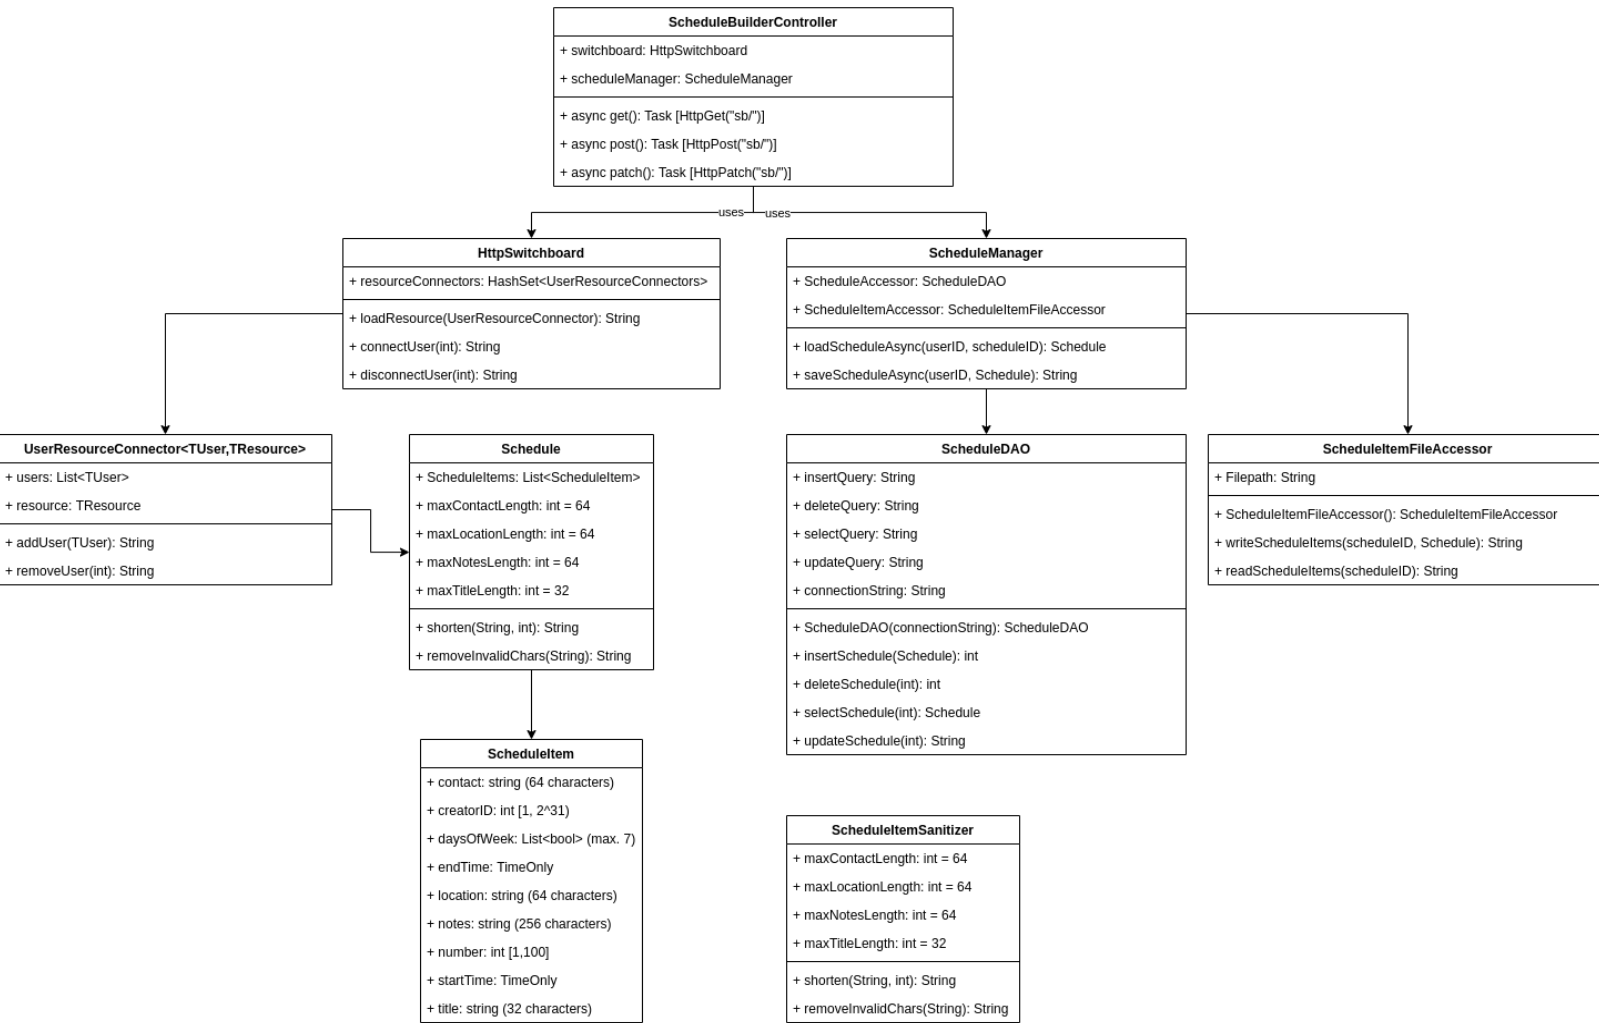 ScheduleBuilderController
+ switchboard: HttpSwitchboard
+ scheduleManager: ScheduleManager
+ async get(): Task [HttpGet("sb/")]
+ async post(): Task [HttpPost("sb/")]
+ async patch(): Task [HttpPatch("sb/")]
uses
uses
HttpSwitchboard
+ resourceConnectors: HashSet<UserResourceConnectors>
+ loadResource(UserResourceConnector): String
+ connectUser(int): String
+ disconnectUser(int): String
ScheduleManager
+ ScheduleAccessor: ScheduleDAO
+ ScheduleItemAccessor: ScheduleItemFileAccessor
+ loadScheduleAsync(userID, scheduleID): Schedule
+ saveScheduleAsync(userID, Schedule): String
UserResourceConnector<TUser,TResource>
+ users: List<TUser>
+ resource: TResource
+ addUser(TUser): String
+ removeUser(int): String
Schedule
+ ScheduleItems: List<ScheduleItem>
+ maxContactLength: int = 64
+ maxLocationLength: int = 64
+ maxNotesLength: int = 64
+ maxTitleLength: int = 32
+ shorten(String, int): String
+ removeInvalidChars(String): String
ScheduleDAO
+ insertQuery: String
+ deleteQuery: String
+ selectQuery: String
+ updateQuery: String
+ connectionString: String
+ ScheduleDAO(connectionString): ScheduleDAO
+ insertSchedule(Schedule): int
+ deleteSchedule(int): int
+ selectSchedule(int): Schedule
+ updateSchedule(int): String
ScheduleItemFileAccessor
+ Filepath: String
+ ScheduleItemFileAccessor(): ScheduleItemFileAccessor
+ writeScheduleItems(scheduleID, Schedule): String
+ readScheduleItems(scheduleID): String
ScheduleItem
+ contact: string (64 characters)
+ creatorID: int [1, 2^31)
+ daysOfWeek: List<bool> (max. 7)
+ endTime: TimeOnly
+ location: string (64 characters)
+ notes: string (256 characters)
+ number: int [1,100]
+ startTime: TimeOnly
+ title: string (32 characters)
ScheduleItemSanitizer
+ maxContactLength: int = 64
+ maxLocationLength: int = 64
+ maxNotesLength: int = 64
+ maxTitleLength: int = 32
+ shorten(String, int): String
+ removeInvalidChars(String): String